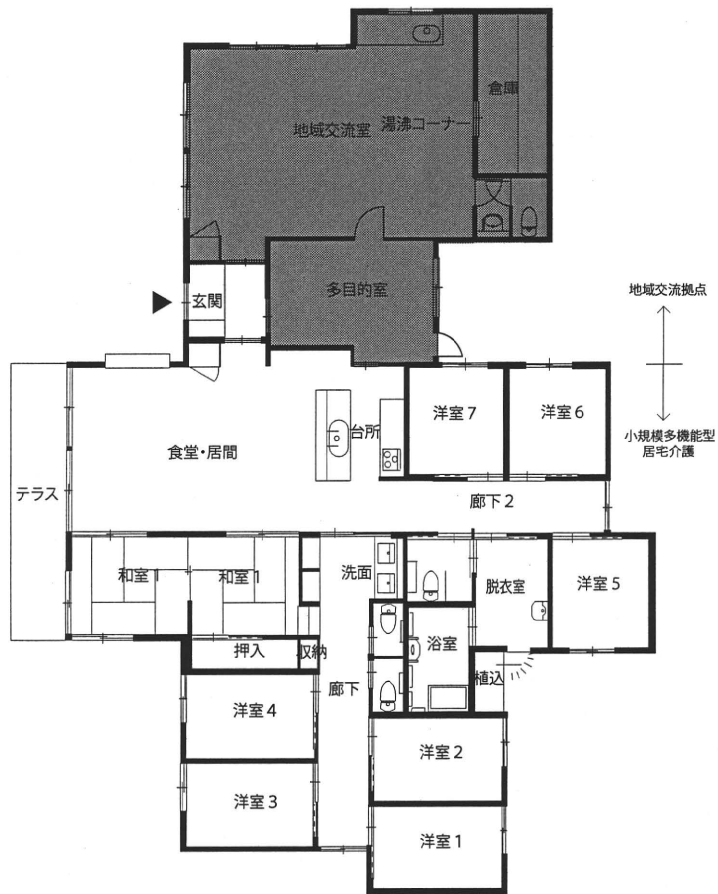 倉庫
湯沸コーナー
地域交流室
多目的室
玄関
地域交流拠点
小規模多機能型
居宅介護
洋室7
洋室6
台所
食堂・居間
テラス
廊下2
和室1
和室1
洗面
脱衣室
洋室5
押入
収納
浴室
植込
廊下
洋室4
洋室2
洋室3
洋室1